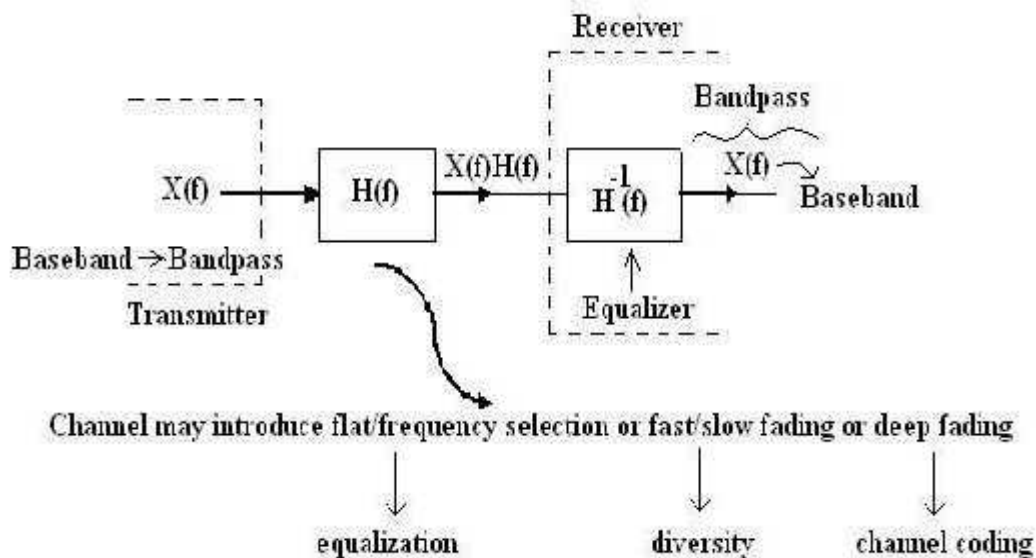 Receiver
Bandpass
X(f)
H(f)
X(f)H(f)
H⁻¹(f)
X(f)
Baseband
Baseband → Bandpass
Transmitter
Equalizer
Channel may introduce flat/frequency selection or fast/slow fading or deep fading
equalization
diversity
channel coding